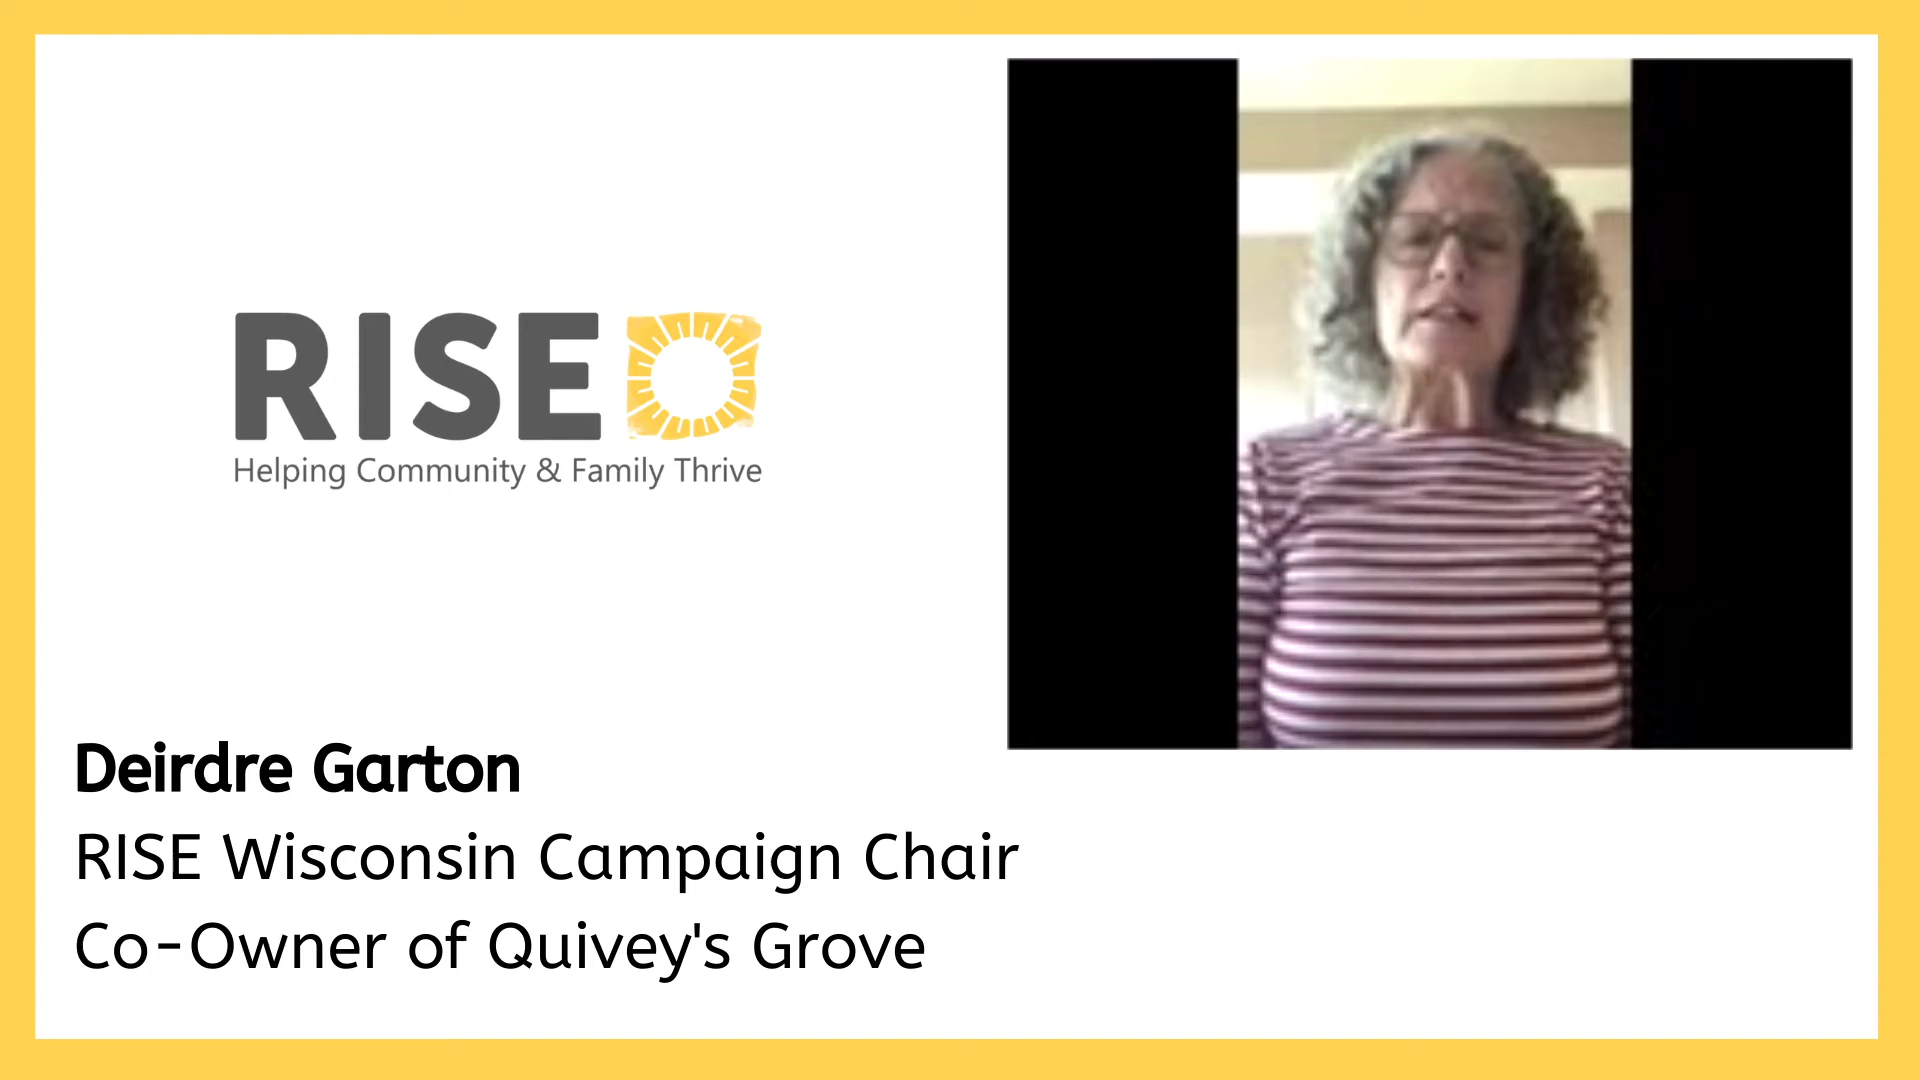 RISE
Helping Community & Family Thrive
Deirdre Garton
RISE Wisconsin Campaign Chair
Co-Owner of Quivey's Grove